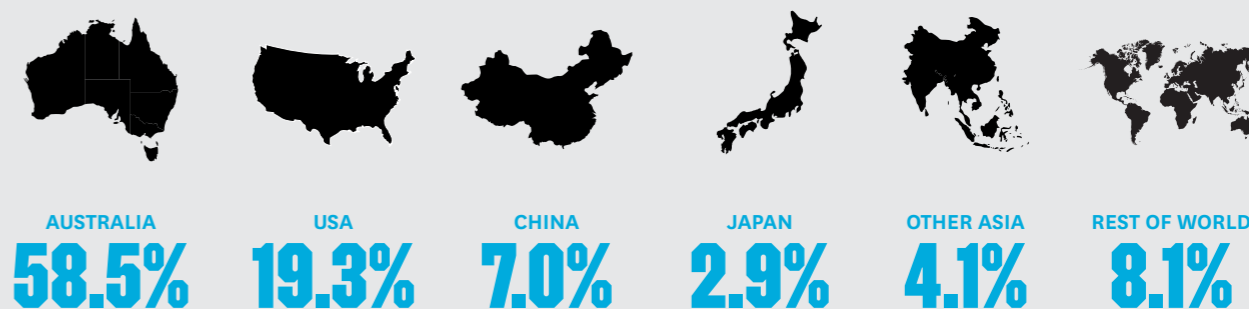 AUSTRALIA
58.5%
USA
19.3%
CHINA
7.0%
JAPAN
2.9%
OTHER ASIA
4.1%
REST OF WORLD
8.1%